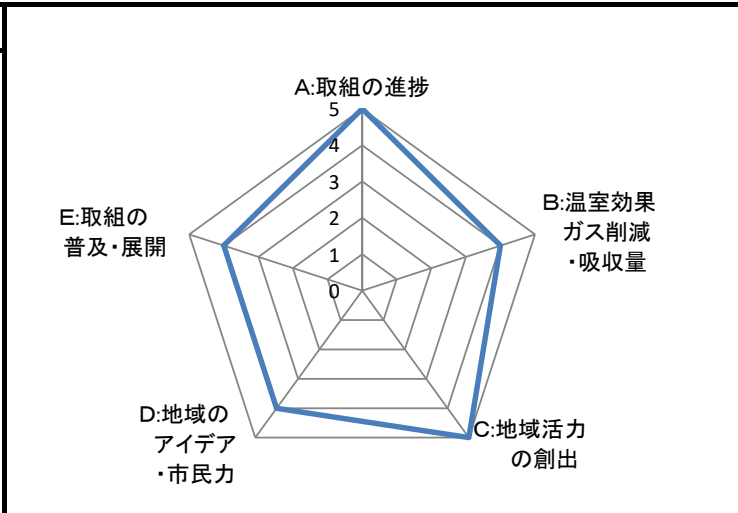 A:取組の進捗
5
4
3
2
1
0
B:温室効果
ガス削減
・吸収量
C:地域活力
の創出
D:地域の
アイデア
・市民力
E:取組の
普及・展開